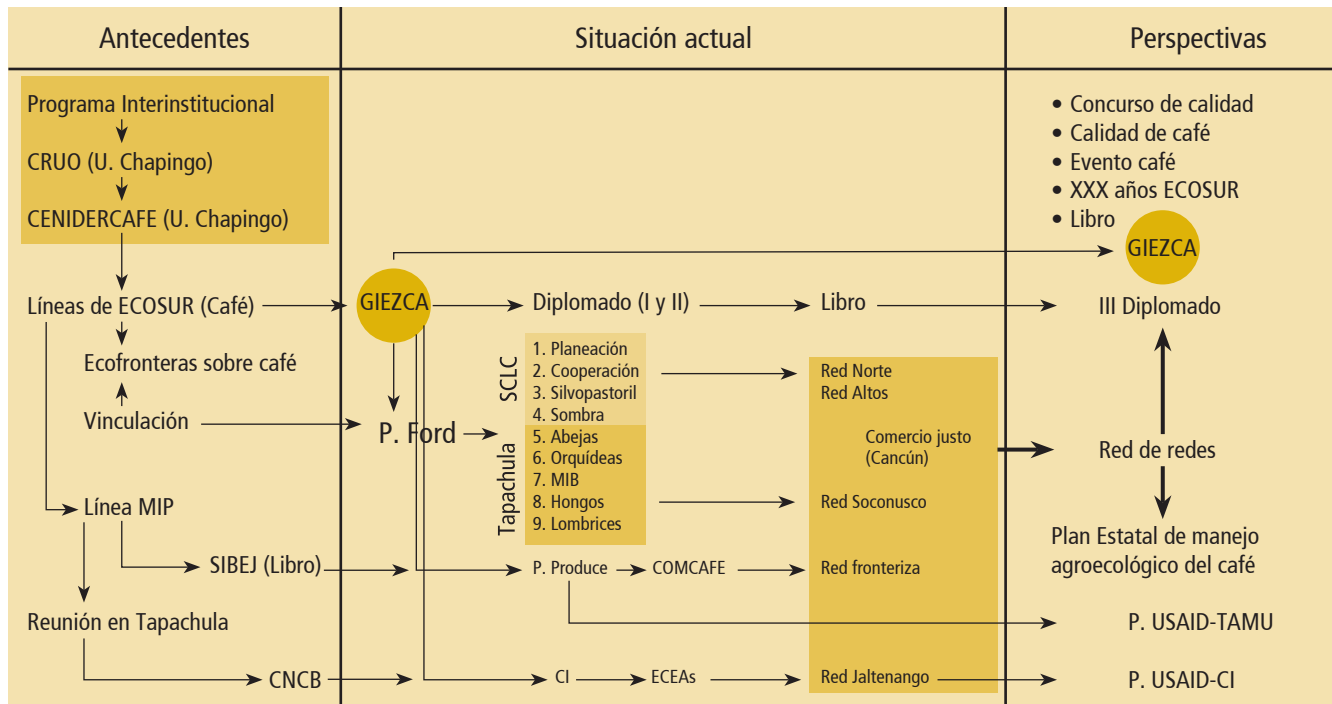 Antecedentes
Situación actual
Perspectivas
Programa Interinstitucional
CRUO (U. Chapingo)
CENIDERCAFE (U. Chapingo)
Líneas de ECOSUR (Café)
Ecofronteras sobre café
Vinculación
Línea MIP
SIBEJ (Libro)
Reunión en Tapachula
CNCB
GIEZCA
Diplomado (I y II)
Libro
P. Ford
SCLC
1. Planeación
2. Cooperación
3. Silvopastoril
4. Sombra
Tapachula
5. Abejas
6. Orquídeas
7. MIB
8. Hongos
9. Lombrices
Red Norte
Red Altos
Comercio justo
(Cancún)
Red Soconusco
P. Produce
COMCAFE
Red fronteriza
CI
ECEAs
Red Jaltenango
• Concurso de calidad
• Calidad de café
• Evento café
• XXX años ECOSUR
• Libro
GIEZCA
III Diplomado
Red de redes
Plan Estatal de manejo
agroecológico del café
P. USAID-TAMU
P. USAID-CI